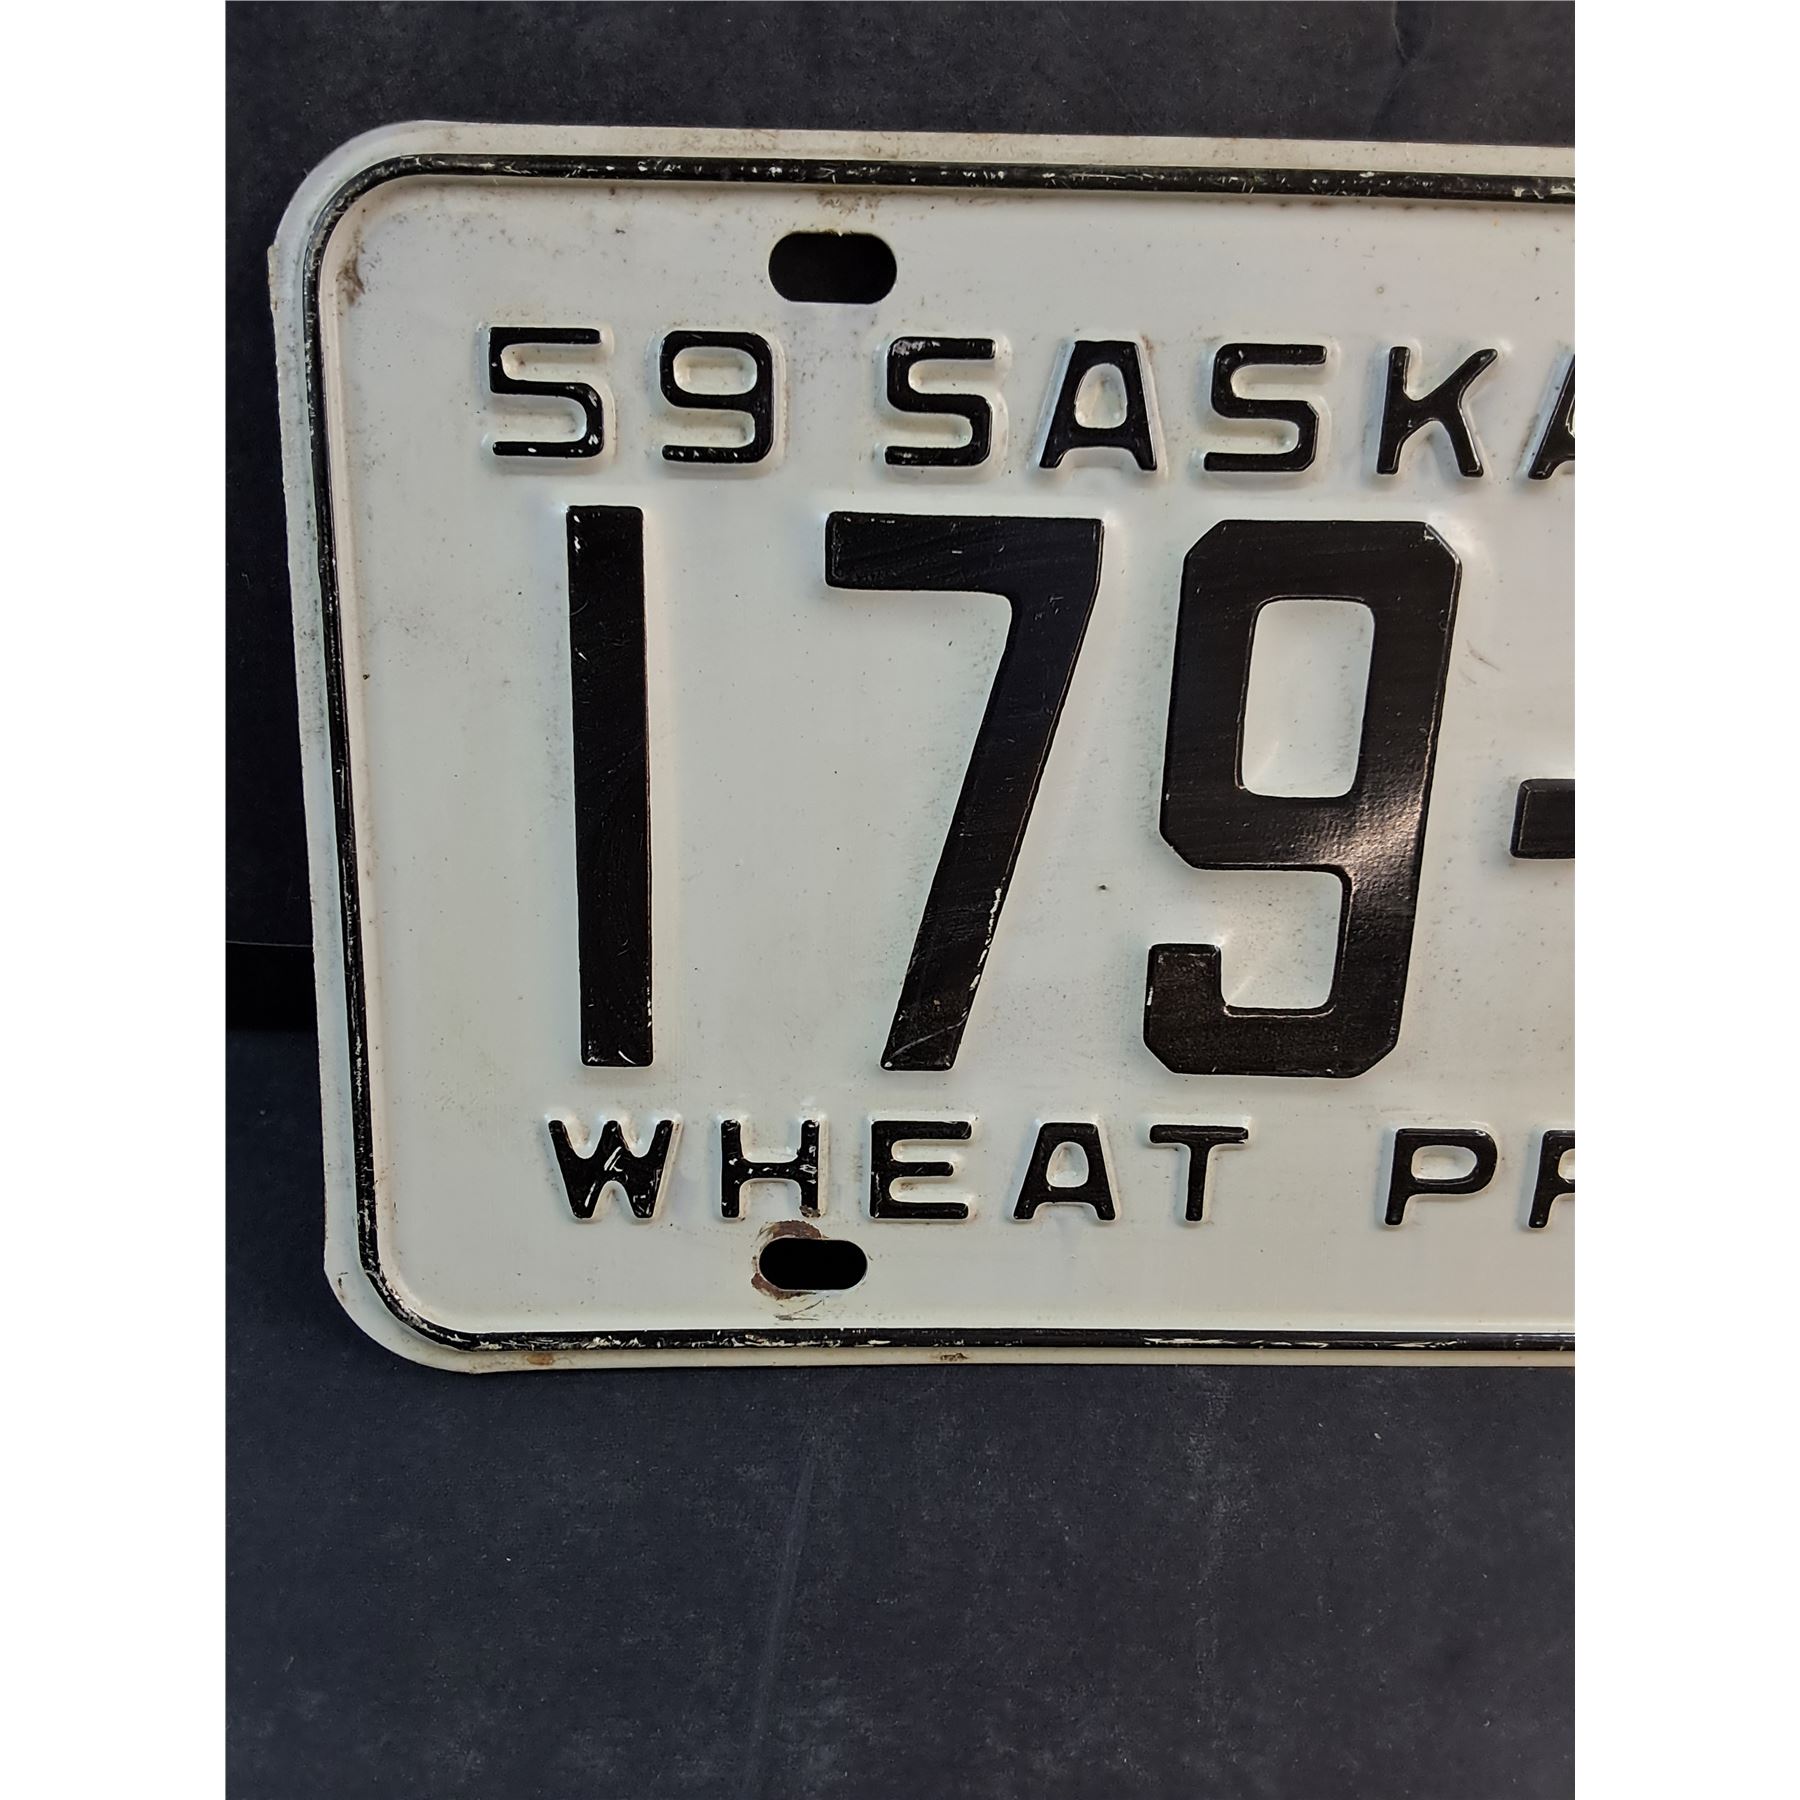 59 SASKA
179-
WHEAT PR